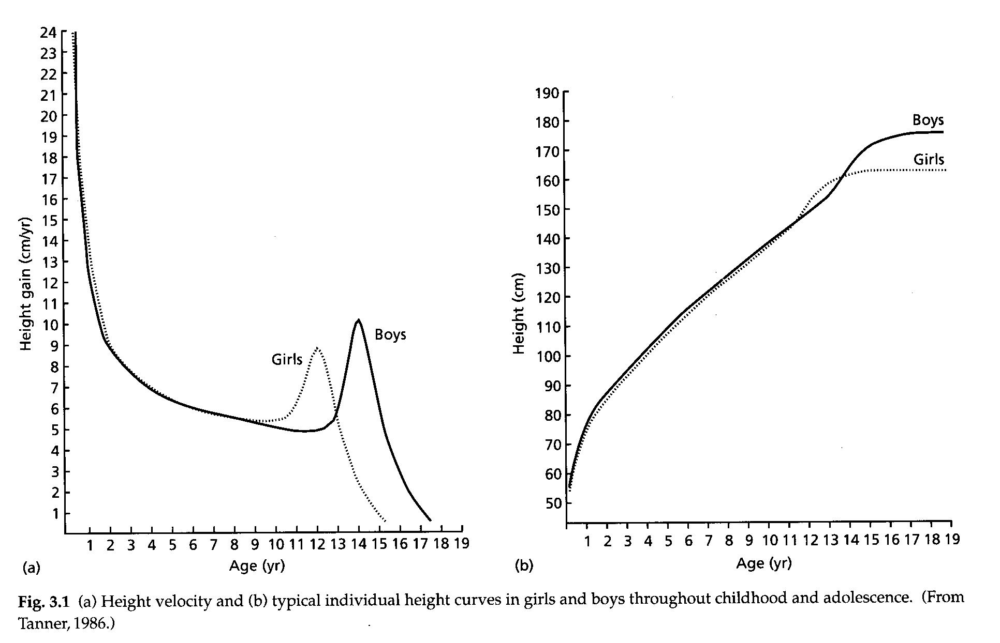 24
23
22
21
20
19
18
17
16
15
14
13
12
11
10
9
8
7
6
5
4
3
2
1
Height gain (cm/yr)
Girls
Boys
1 2 3 4 5 6 7 8 9 10 11 12 13 14 15 16 17 18 19
Age (yr)
(a)
190
180
170
160
150
140
130
120
110
100
90
80
70
60
50
Height (cm)
Boys
Girls
1 2 3 4 5 6 7 8 9 10 11 12 13 14 15 16 17 18 19
Age (yr)
(b)
Fig. 3.1 (a) Height velocity and (b) typical individual height curves in girls and boys throughout childhood and adolescence. (From
Tanner, 1986.)